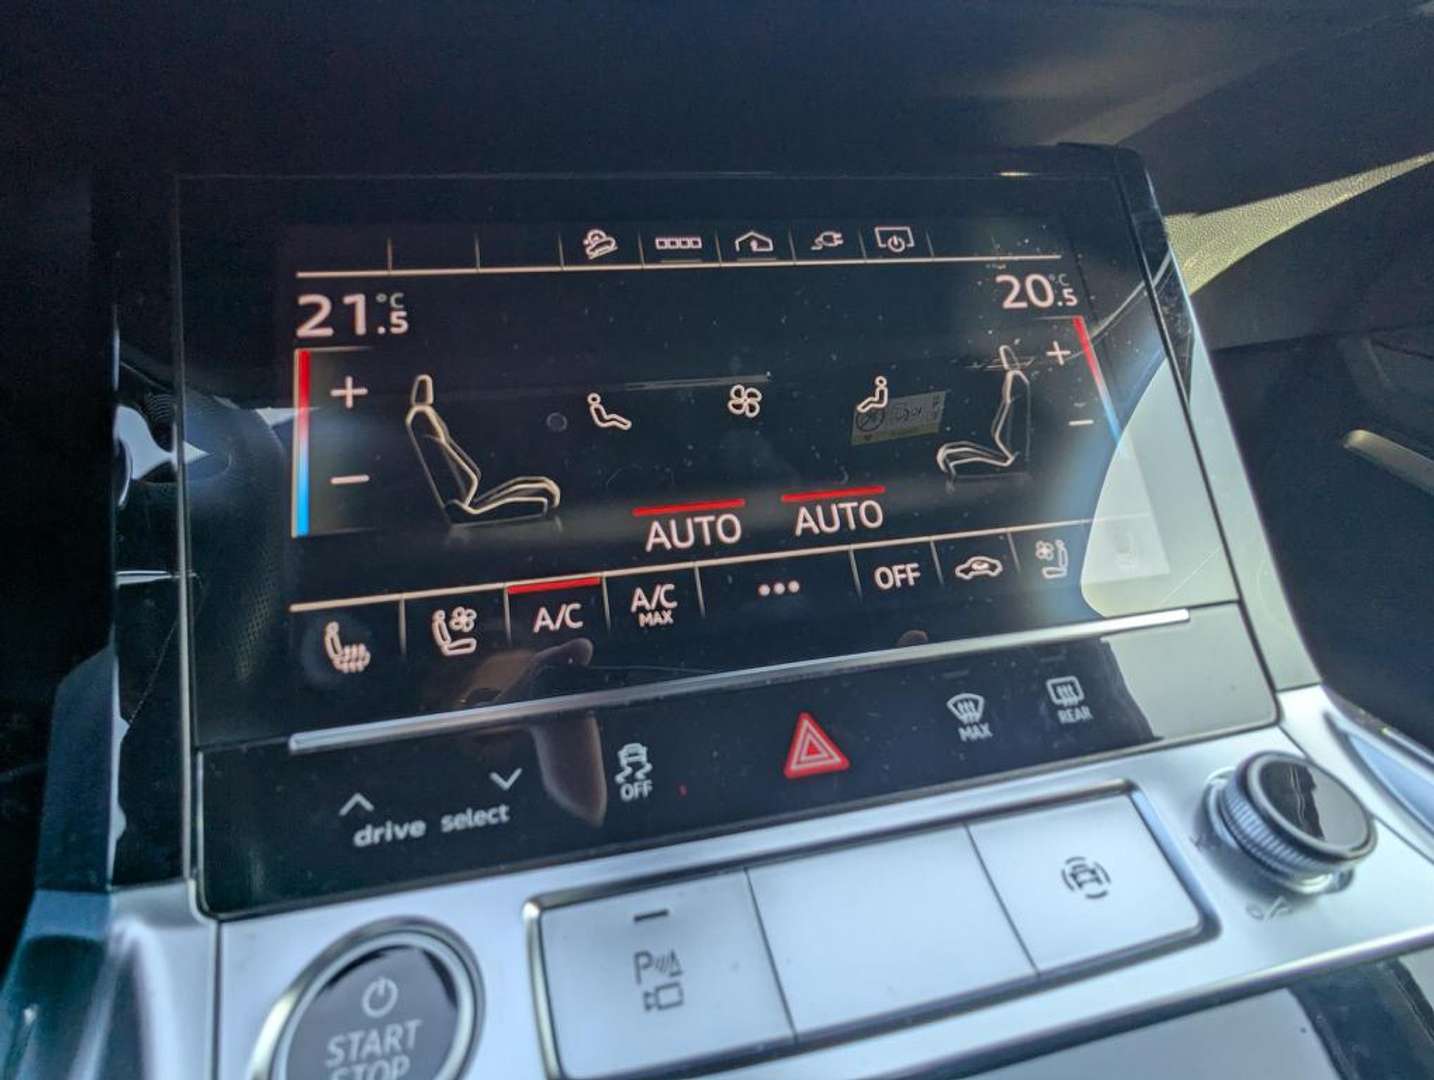 21.5°C
20.5°C
+
+
−
−
AUTO AUTO
A/C
A/C MAX
OFF
drive select
OFF
MAX
REAR
P
START
STOP